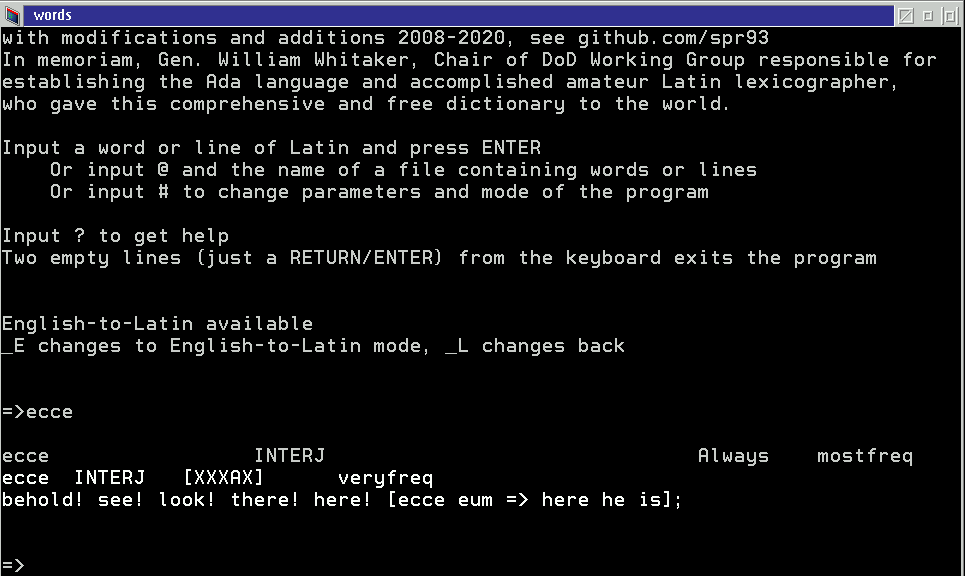 words
with modifications and additions 2008-2020, see github.com/spr93
In memoriam, Gen. William Whitaker, Chair of DoD Working Group responsible for
establishing the Ada language and accomplished amateur Latin lexicographer,
who gave this comprehensive and free dictionary to the world.
Input a word or line of Latin and press ENTER
Or input @ and the name of a file containing words or lines
Or input # to change parameters and mode of the program
Input ? to get help
Two empty lines (just a RETURN/ENTER) from the keyboard exits the program
English-to-Latin available
_E changes to English-to-Latin mode, _L changes back
=>ecce
ecce INTERJ Always mostfreq
ecce INTERJ [XXXAX] veryfreq
behold! see! look! there! here! [ecce eum => here he is];
=>